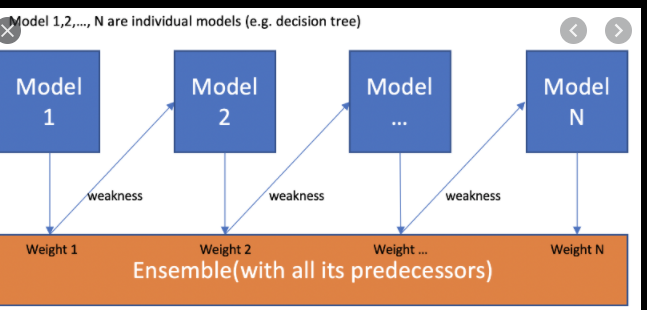 Model 1,2,..., N are individual models (e.g. decision tree)
Model
1
Model
2
Model
...
Model
N
weakness
weakness
weakness
Weight 1
Weight 2
Weight ...
Weight N
Ensemble(with all its predecessors)